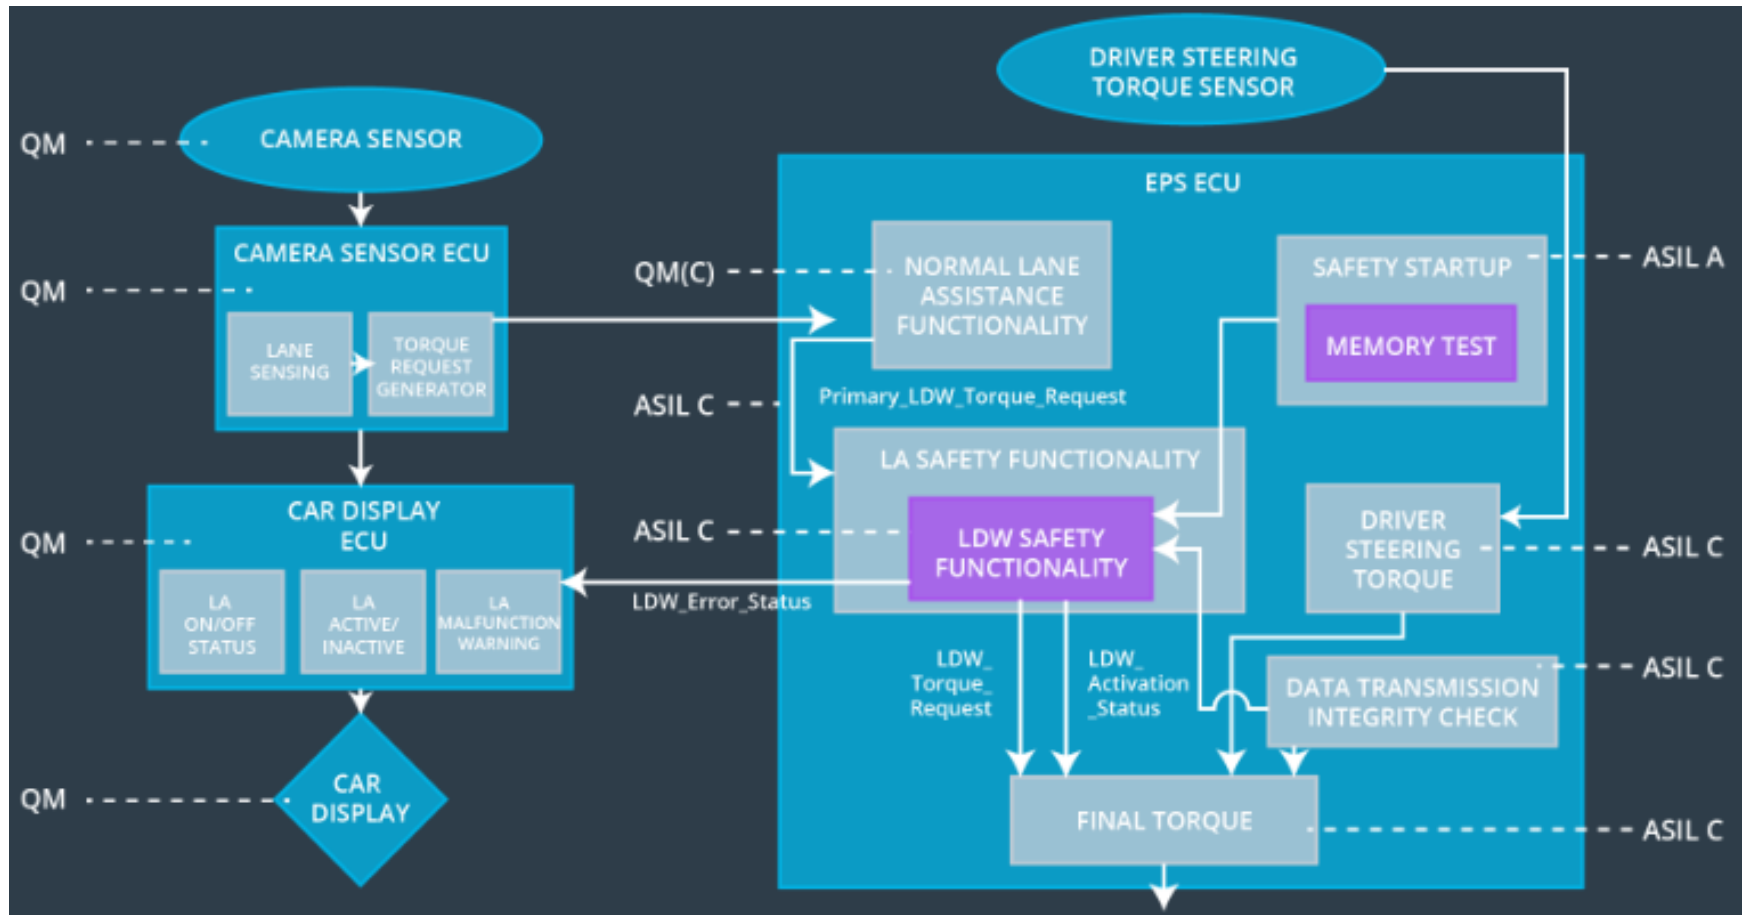 DRIVER STEERING
TORQUE SENSOR
QM
CAMERA SENSOR
EPS ECU
CAMERA SENSOR ECU
QM
LANE
SENSING
TORQUE
REQUEST
GENERATOR
QM(C)
NORMAL LANE
ASSISTANCE
FUNCTIONALITY
SAFETY STARTUP
ASIL A
MEMORY TEST
ASIL C
Primary_LDW_Torque_Request
LA SAFETY FUNCTIONALITY
ASIL C
LDW SAFETY
FUNCTIONALITY
DRIVER
STEERING
TORQUE
ASIL C
CAR DISPLAY
ECU
QM
LA
ON/OFF
STATUS
LA
ACTIVE/
INACTIVE
LA
MALFUNCTION
WARNING
LDW_Error_Status
LDW_
Torque_
Request
LDW_
Activation
_Status
DATA TRANSMISSION
INTEGRITY CHECK
ASIL C
QM
CAR
DISPLAY
FINAL TORQUE
ASIL C